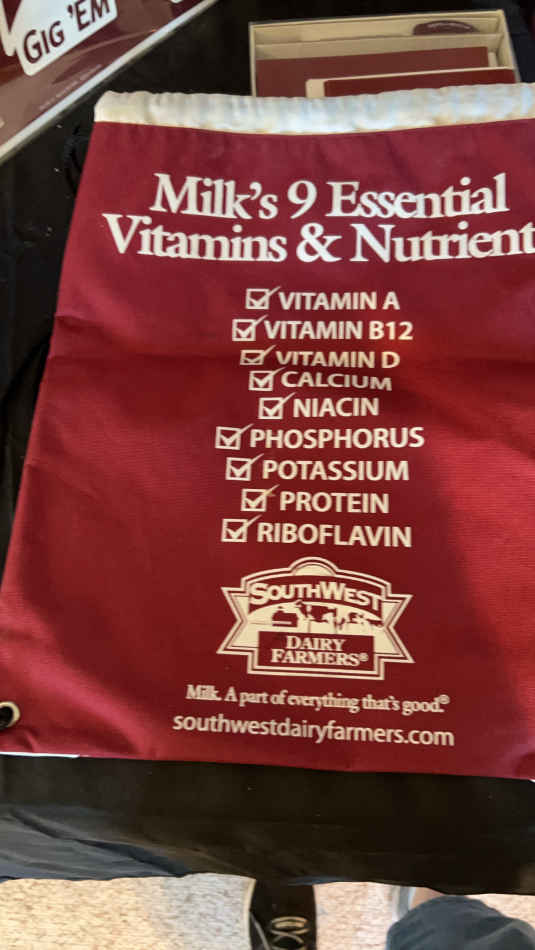 GIG 'EM
Milk's 9 Essential
Vitamins & Nutrient
VITAMIN A
VITAMIN B12
VITAMIN D
CALCIUM
NIACIN
PHOSPHORUS
POTASSIUM
PROTEIN
RIBOFLAVIN
SOUTHWEST
DAIRY
FARMERS®
Milk. A part of everything that's good.®
southwestdairyfarmers.com